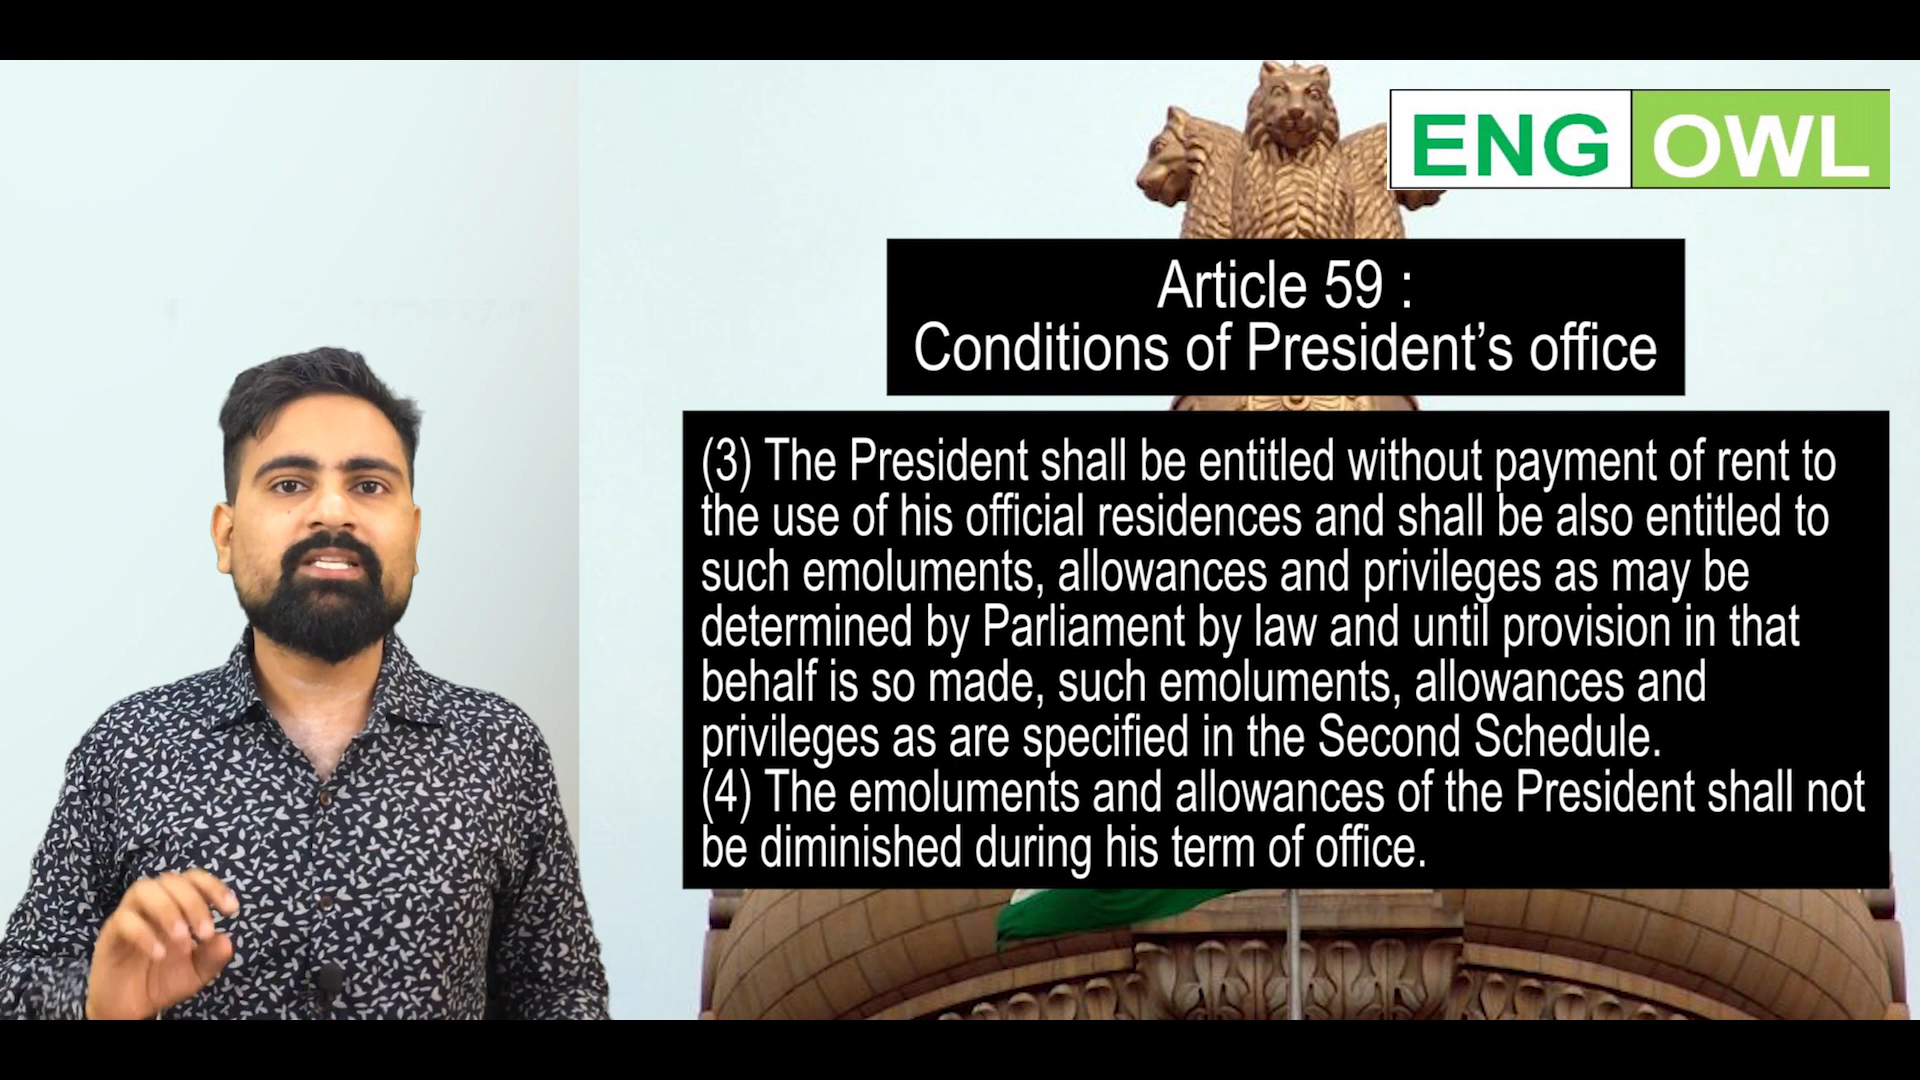 ENG OWL
Article 59 :
Conditions of President’s office
(3) The President shall be entitled without payment of rent to
the use of his official residences and shall be also entitled to
such emoluments, allowances and privileges as may be
determined by Parliament by law and until provision in that
behalf is so made, such emoluments, allowances and
privileges as are specified in the Second Schedule.
(4) The emoluments and allowances of the President shall not
be diminished during his term of office.